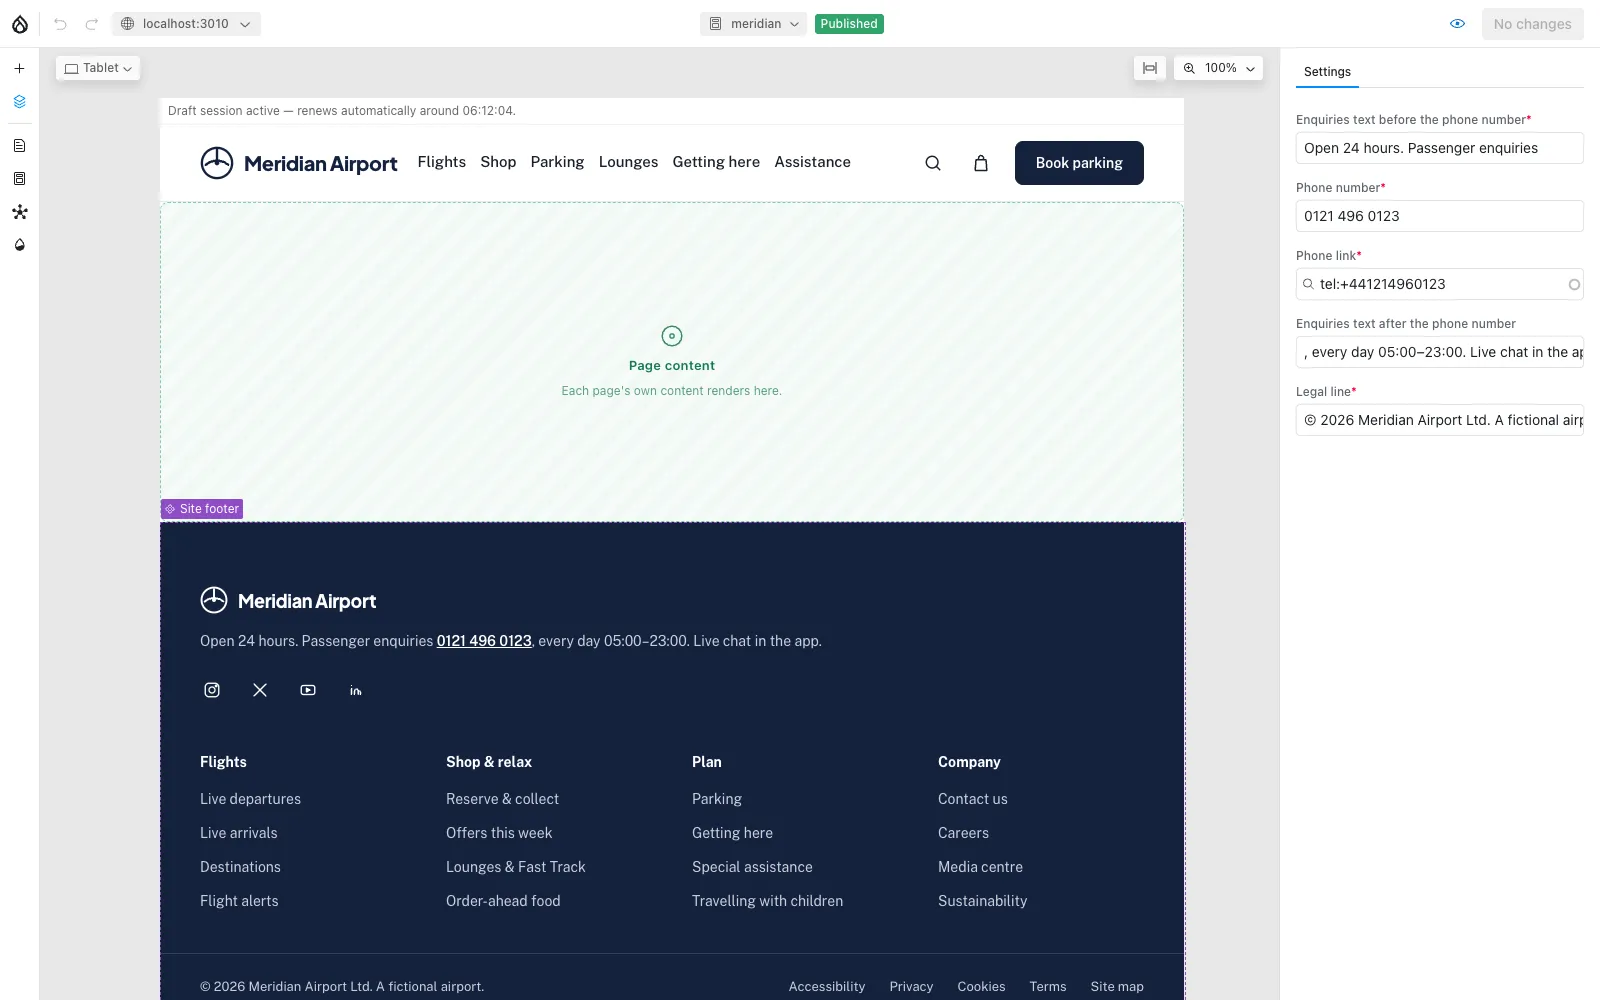 localhost:3010
meridian
Published
No changes
Tablet
100%
Settings
Draft session active — renews automatically around 06:12:04.
Meridian Airport
Flights
Shop
Parking
Lounges
Getting here
Assistance
Book parking
Page content
Each page's own content renders here.
Site footer
Meridian Airport
Open 24 hours. Passenger enquiries 0121 496 0123, every day 05:00–23:00. Live chat in the app.
Flights
Live departures
Live arrivals
Destinations
Flight alerts
Shop & relax
Reserve & collect
Offers this week
Lounges & Fast Track
Order-ahead food
Plan
Parking
Getting here
Special assistance
Travelling with children
Company
Contact us
Careers
Media centre
Sustainability
© 2026 Meridian Airport Ltd. A fictional airport.
Accessibility
Privacy
Cookies
Terms
Site map
Enquiries text before the phone number*
Open 24 hours. Passenger enquiries
Phone number*
0121 496 0123
Phone link*
tel:+441214960123
Enquiries text after the phone number
, every day 05:00–23:00. Live chat in the ap
Legal line*
© 2026 Meridian Airport Ltd. A fictional airp